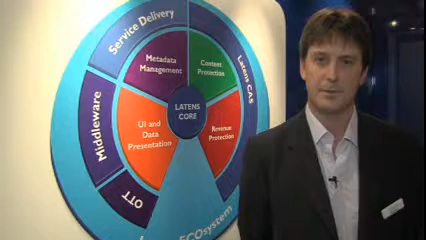 Service Delivery
Metadata
Management
Content
Protection
Latens CAS
LATENS
CORE
Middleware
UI and
Data
Presentation
Revenue
Protection
OTT
ECOsystem